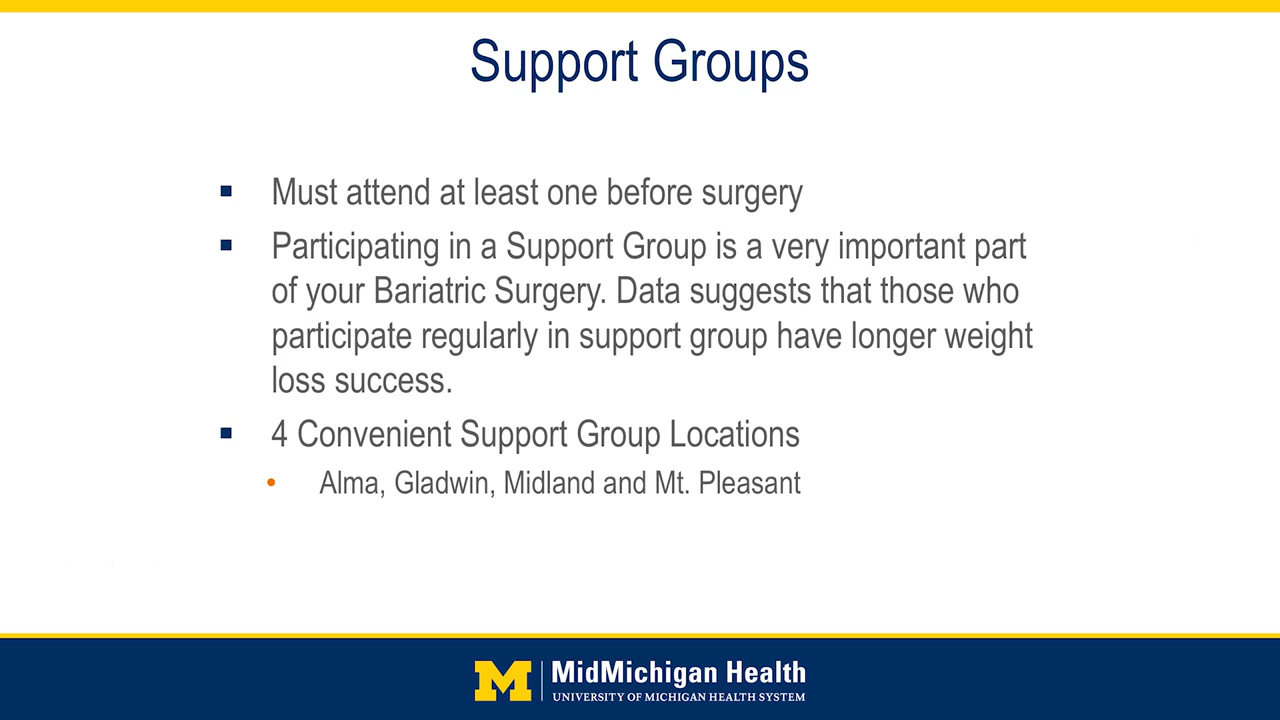 Support Groups
Must attend at least one before surgery
Participating in a Support Group is a very important part
of your Bariatric Surgery. Data suggests that those who
participate regularly in support group have longer weight
loss success.
4 Convenient Support Group Locations
Alma, Gladwin, Midland and Mt. Pleasant
M
MidMichigan Health
UNIVERSITY OF MICHIGAN HEALTH SYSTEM